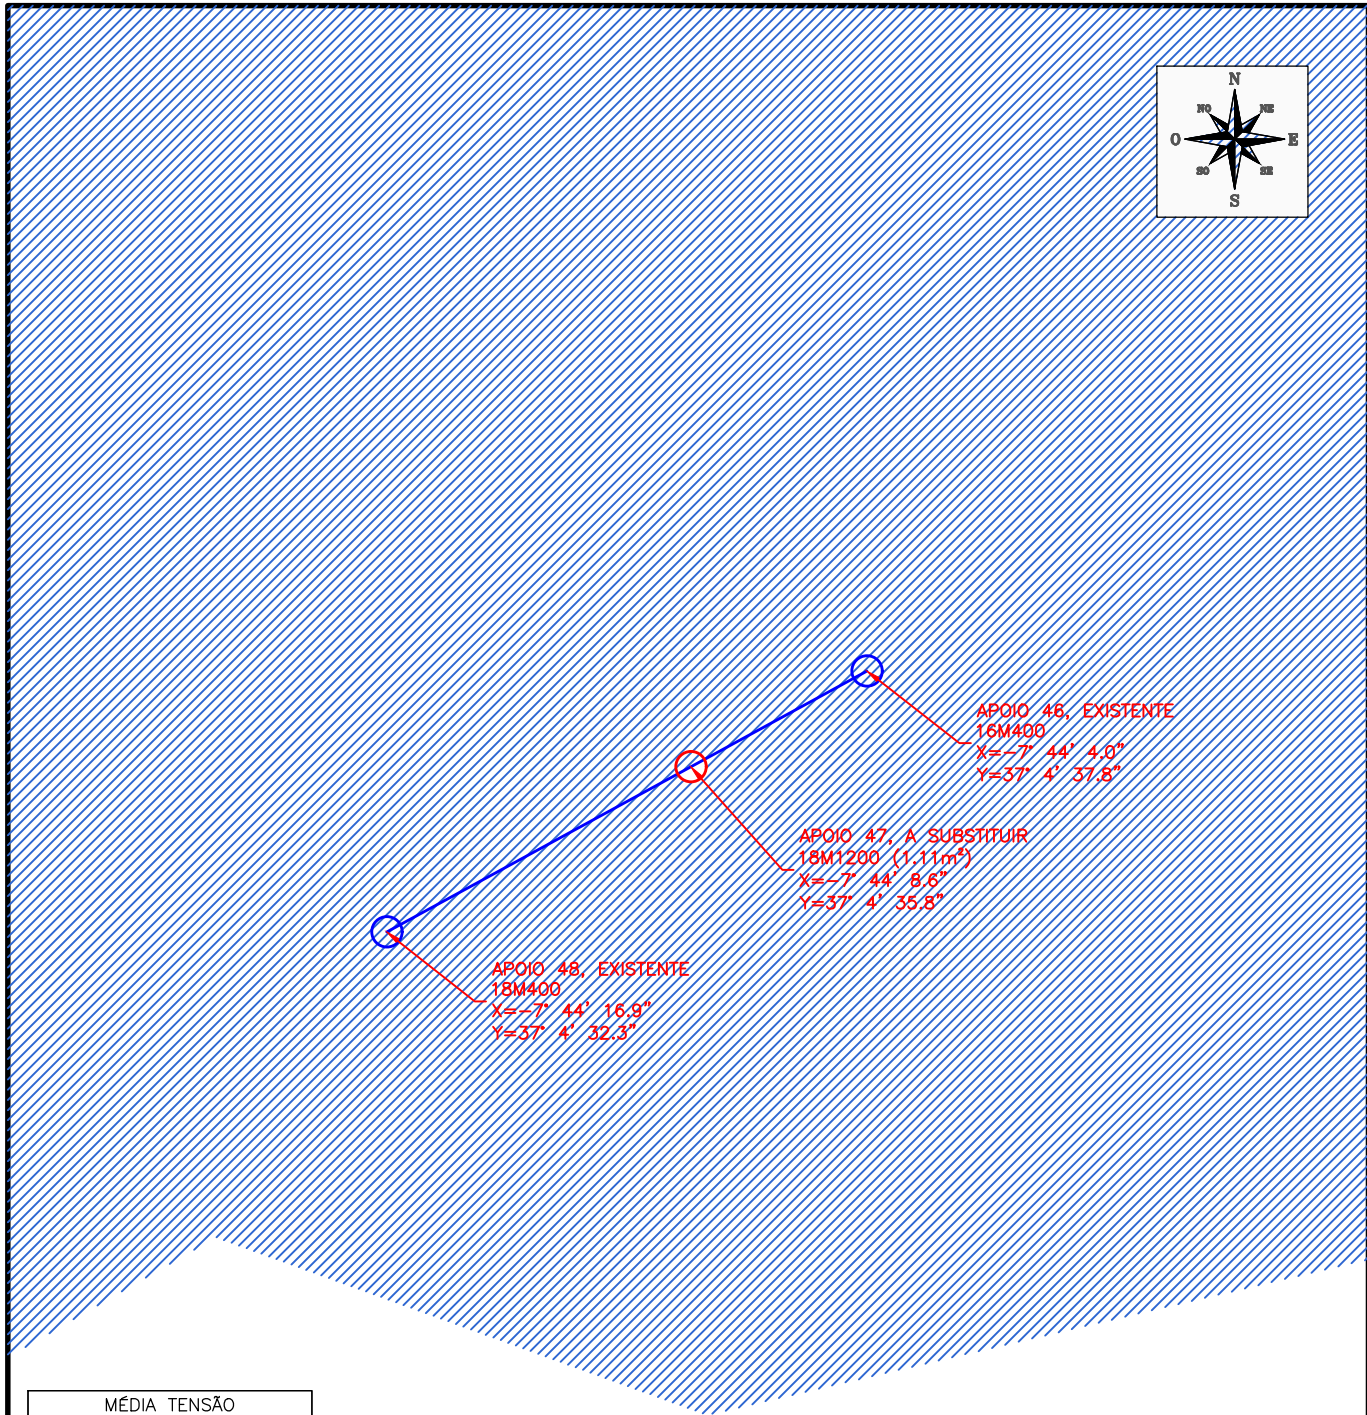 N
NO NE
O E
SO SE
S
APOIO 46, EXISTENTE
16M400
X=-7° 44' 4.0"
Y=37° 4' 37.8"
APOIO 47, A SUBSTITUIR
18M1200 (1.11m²)
X=-7° 44' 8.6"
Y=37° 4' 35.8"
APOIO 48, EXISTENTE
18M400
X=-7° 44' 16.9"
Y=37° 4' 32.3"
MÉDIA TENSÃO